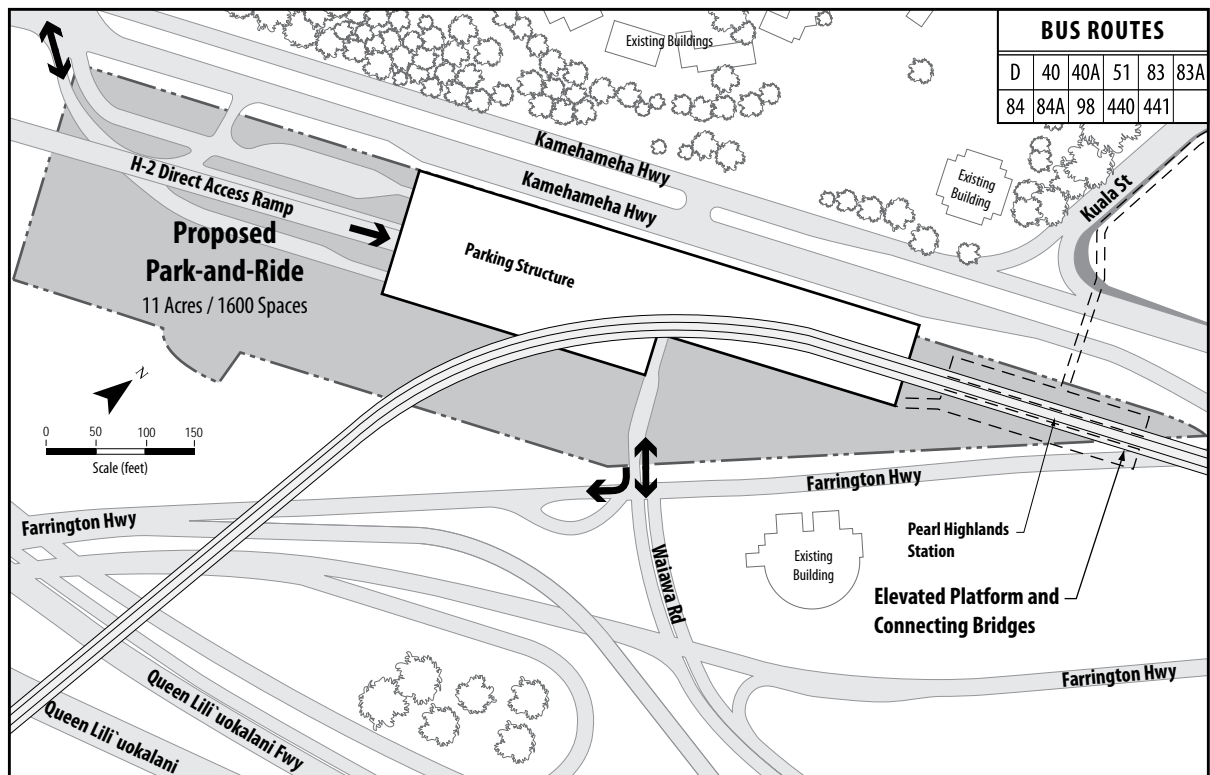 BUS ROUTES
D 40 40A 51 83 83A
84 84A 98 440 441
Existing Buildings
Kamehameha Hwy
Kamehameha Hwy
Existing
Building
Kuala St
H-2 Direct Access Ramp
Proposed
Park-and-Ride
11 Acres / 1600 Spaces
Parking Structure
N
0 50 100 150
Scale (feet)
Farrington Hwy
Farrington Hwy
Waiawa Rd
Existing
Building
Pearl Highlands
Station
Elevated Platform and
Connecting Bridges
Farrington Hwy
Queen Lili`uokalani Fwy
Queen Lili`uokalani